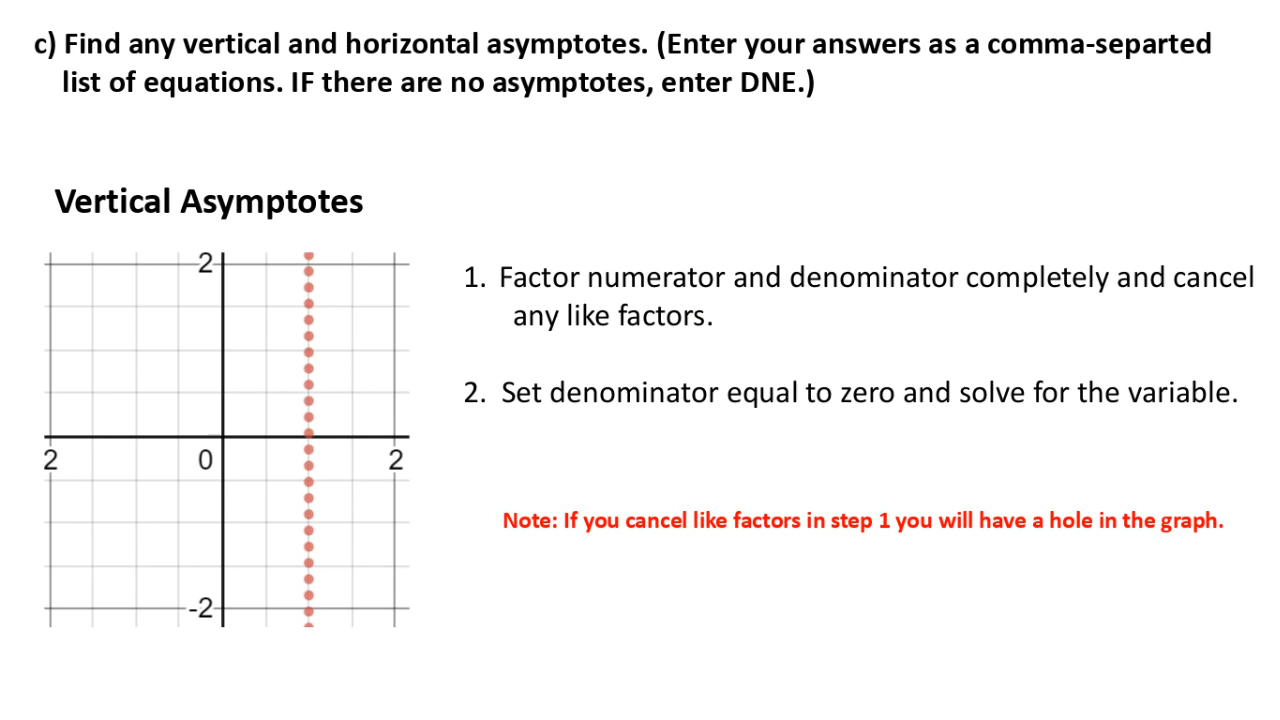 c) Find any vertical and horizontal asymptotes. (Enter your answers as a comma-separted
list of equations. IF there are no asymptotes, enter DNE.)
Vertical Asymptotes
2
2
0
2
-2
1. Factor numerator and denominator completely and cancel
any like factors.
2. Set denominator equal to zero and solve for the variable.
Note: If you cancel like factors in step 1 you will have a hole in the graph.